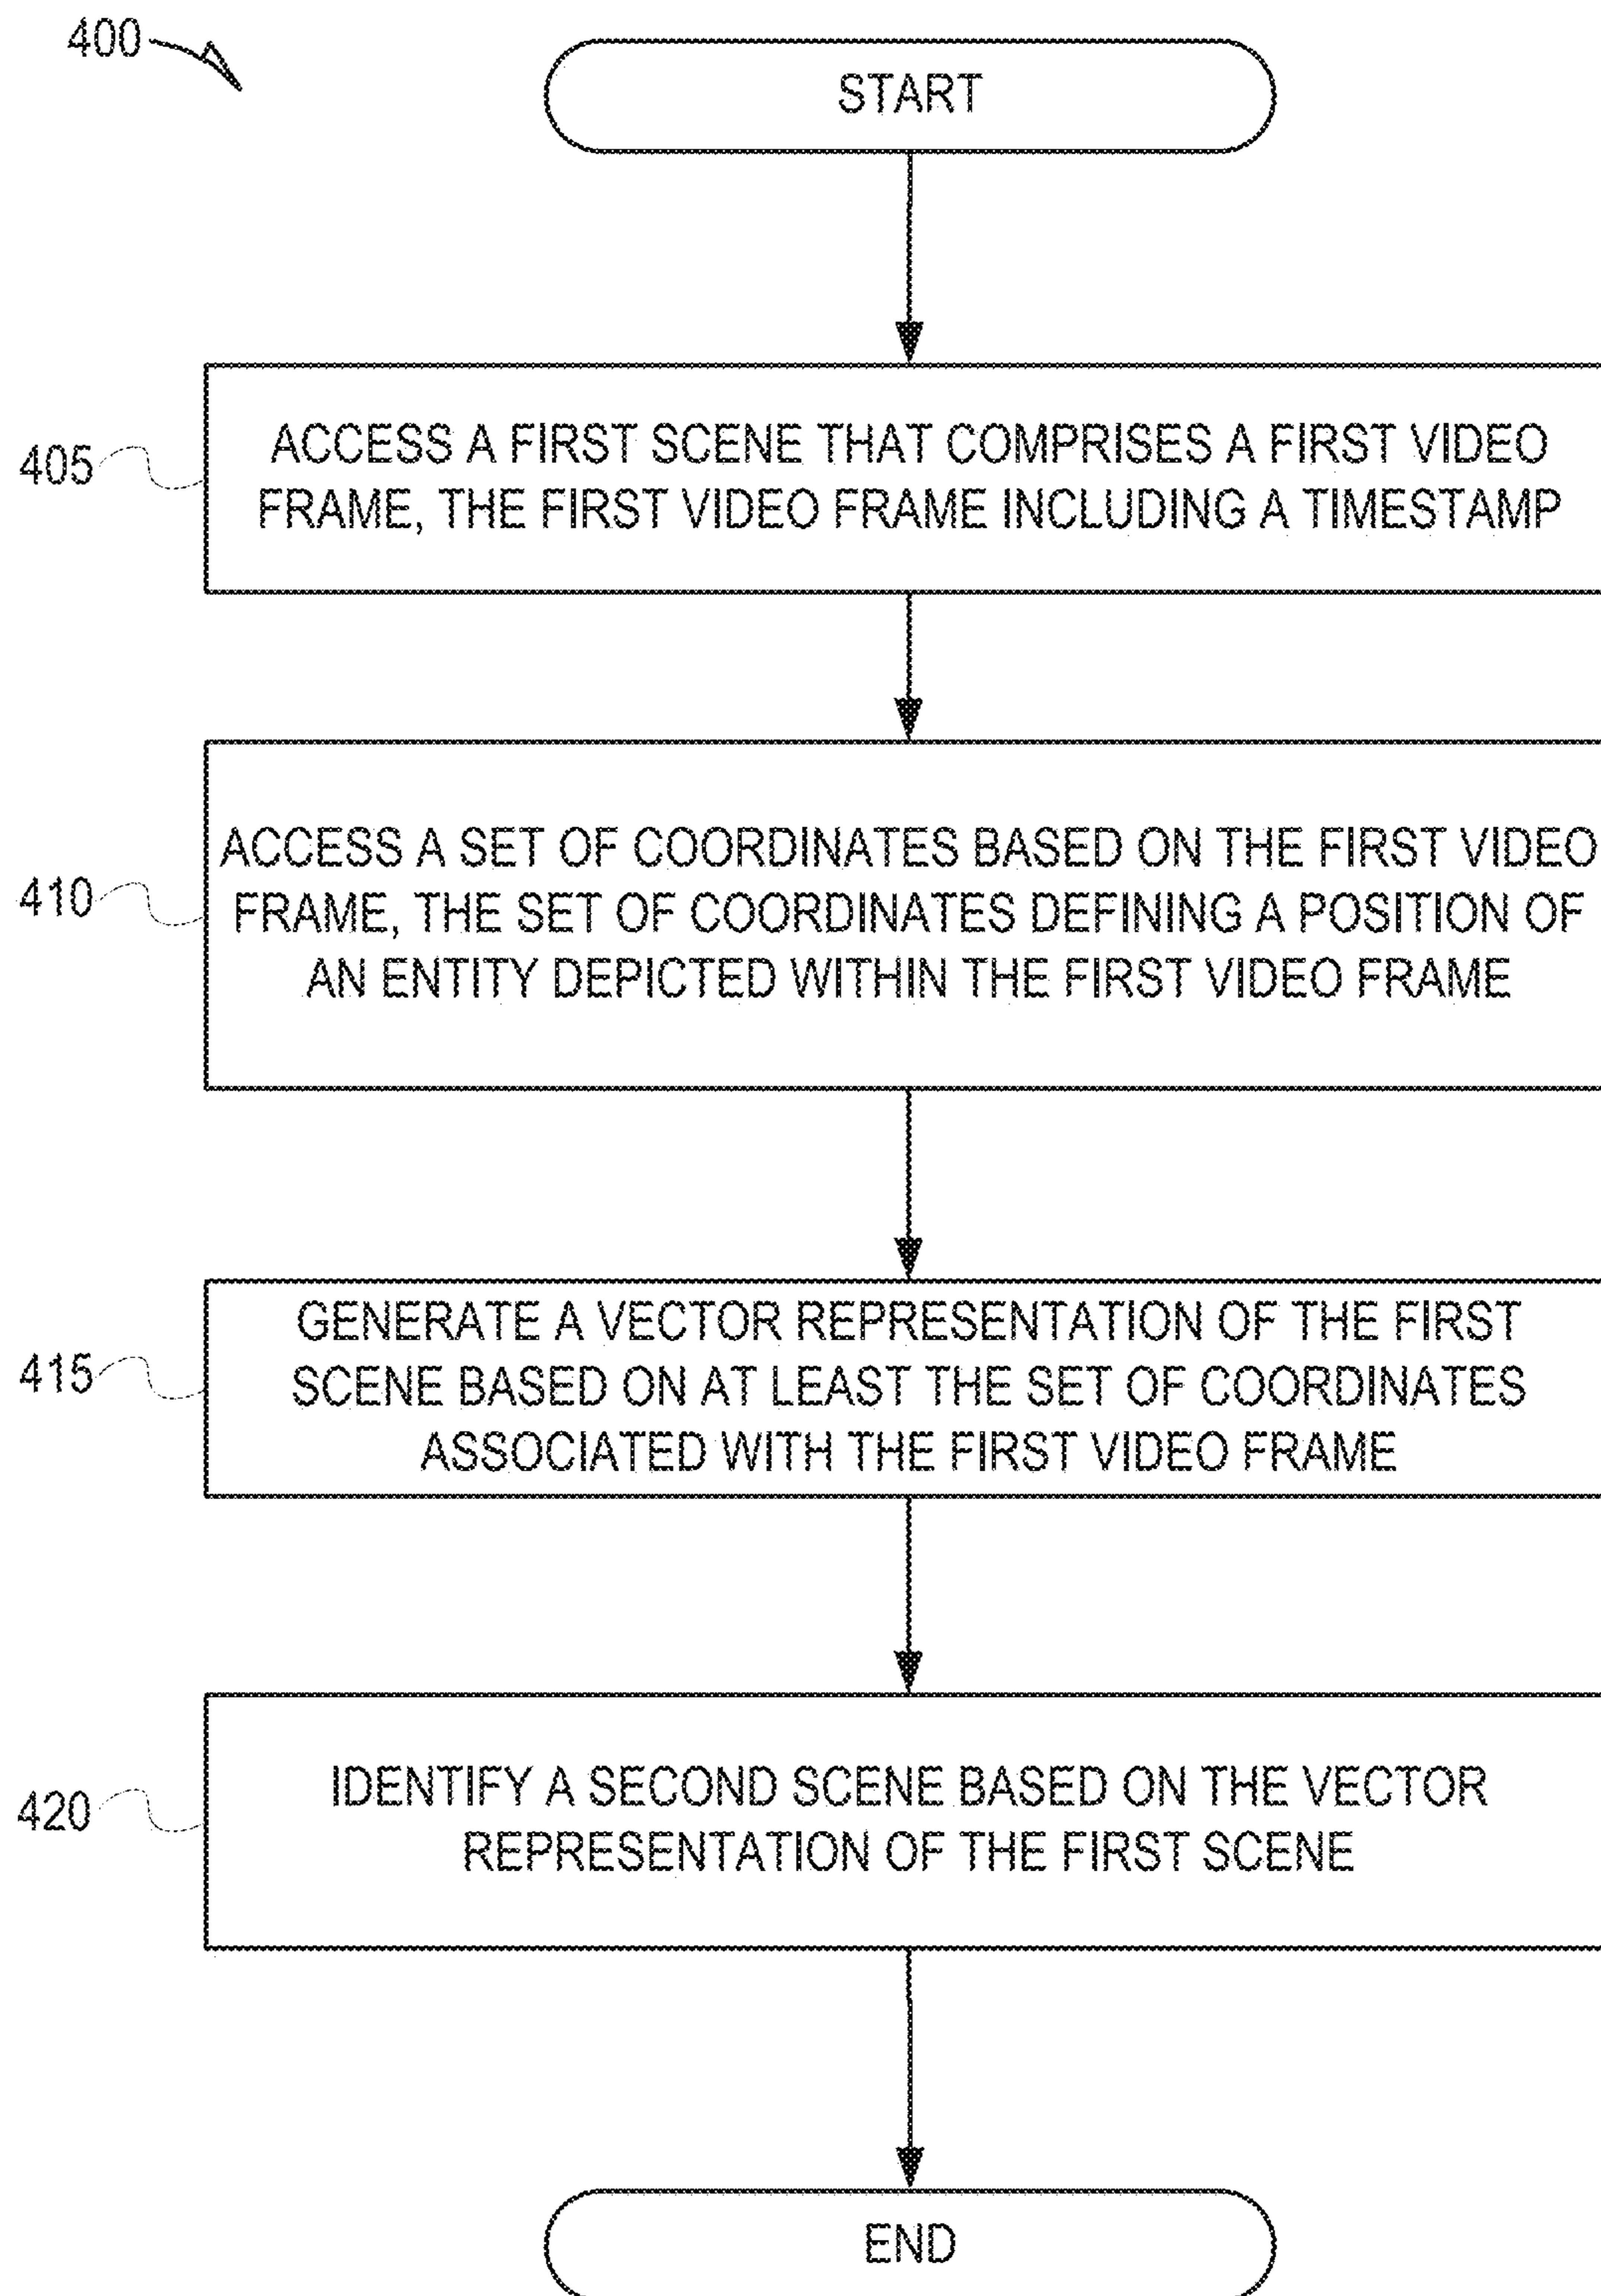 400
START
405
ACCESS A FIRST SCENE THAT COMPRISES A FIRST VIDEO
FRAME, THE FIRST VIDEO FRAME INCLUDING A TIMESTAMP
410
ACCESS A SET OF COORDINATES BASED ON THE FIRST VIDEO
FRAME, THE SET OF COORDINATES DEFINING A POSITION OF
AN ENTITY DEPICTED WITHIN THE FIRST VIDEO FRAME
415
GENERATE A VECTOR REPRESENTATION OF THE FIRST
SCENE BASED ON AT LEAST THE SET OF COORDINATES
ASSOCIATED WITH THE FIRST VIDEO FRAME
420
IDENTIFY A SECOND SCENE BASED ON THE VECTOR
REPRESENTATION OF THE FIRST SCENE
END